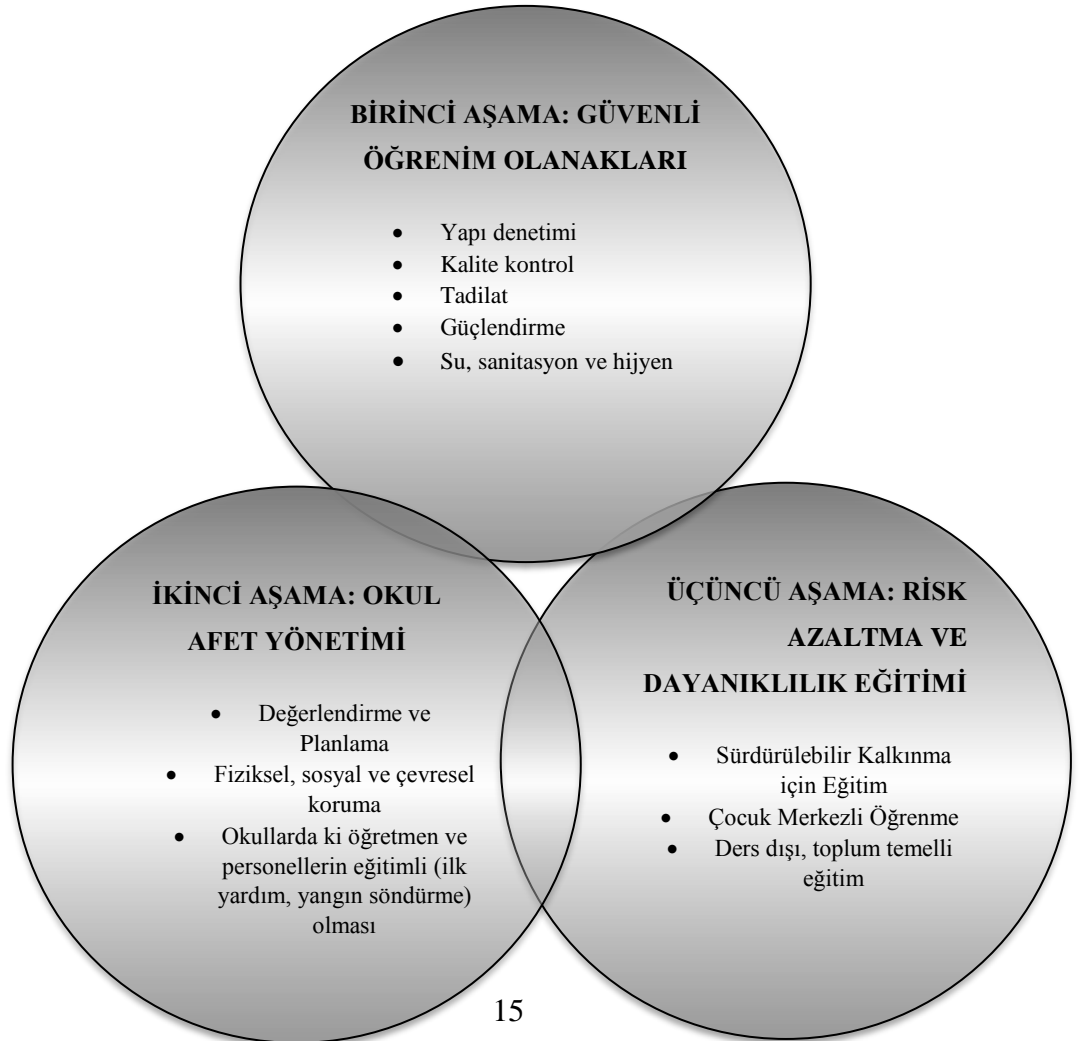 BİRİNCİ AŞAMA: GÜVENLİ
ÖĞRENİM OLANAKLARI
• Yapı denetimi
• Kalite kontrol
• Tadilat
• Güçlendirme
• Su, sanitasyon ve hijyen
İKİNCİ AŞAMA: OKUL
AFET YÖNETİMİ
• Değerlendirme ve
Planlama
• Fiziksel, sosyal ve çevresel
koruma
• Okullarda ki öğretmen ve
personellerin eğitimli (ilk
yardım, yangın söndürme)
olması
ÜÇÜNCÜ AŞAMA: RİSK
AZALTMA VE
DAYANIKLILIK EĞİTİMİ
• Sürdürülebilir Kalkınma
için Eğitim
• Çocuk Merkezli Öğrenme
• Ders dışı, toplum temelli
eğitim
15